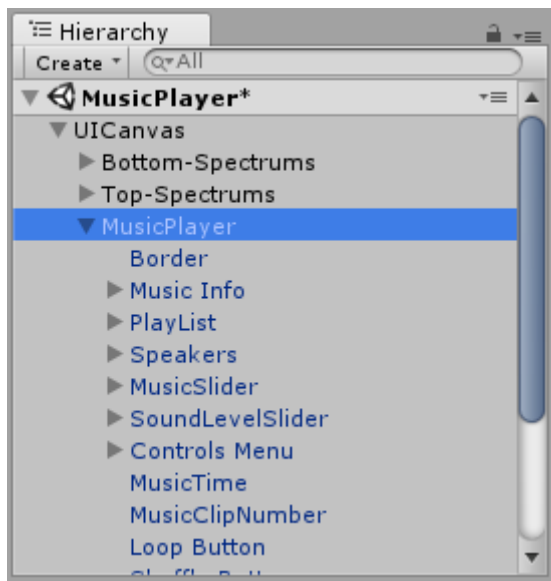 Hierarchy
Create All
MusicPlayer*
UICanvas
Bottom-Spectrums
Top-Spectrums
MusicPlayer
Border
Music Info
PlayList
Speakers
MusicSlider
SoundLevelSlider
Controls Menu
MusicTime
MusicClipNumber
Loop Button